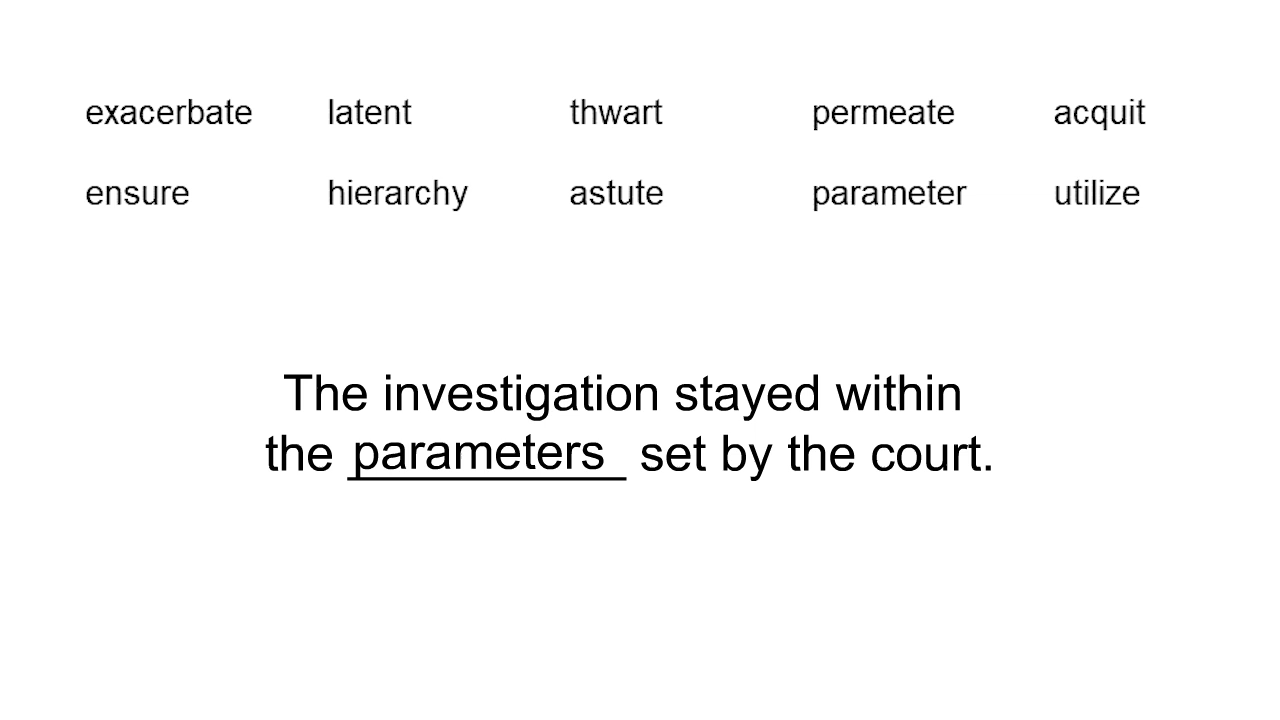 exacerbate latent thwart permeate acquit
ensure hierarchy astute parameter utilize
The investigation stayed within
the parameters set by the court.